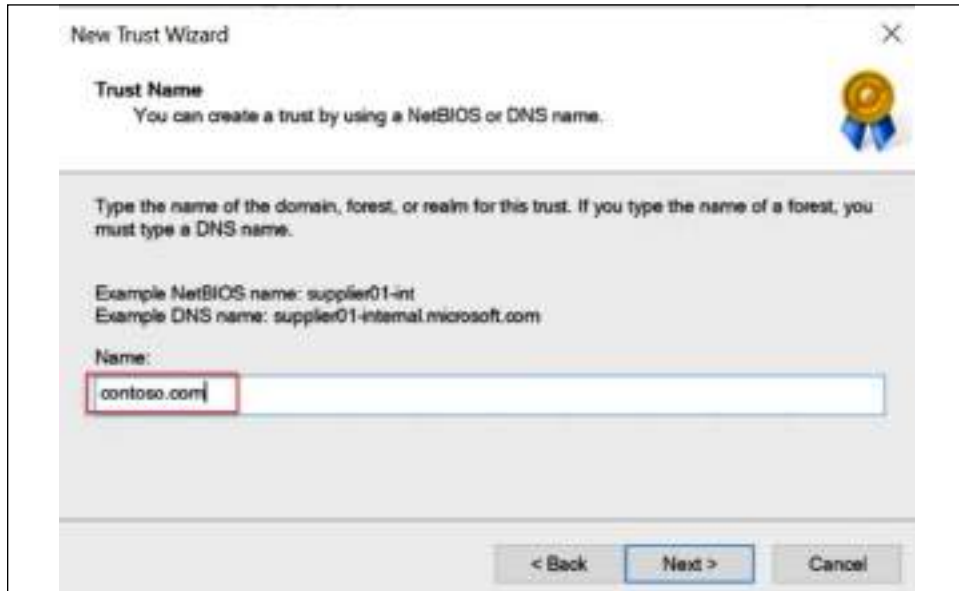 New Trust Wizard
Trust Name
You can create a trust by using a NetBIOS or DNS name.
Type the name of the domain, forest, or realm for this trust. If you type the name of a forest, you
must type a DNS name.
Example NetBIOS name: supplier01-int
Example DNS name: supplier01-internal.microsoft.com
Name:
contoso.com
< Back Next > Cancel